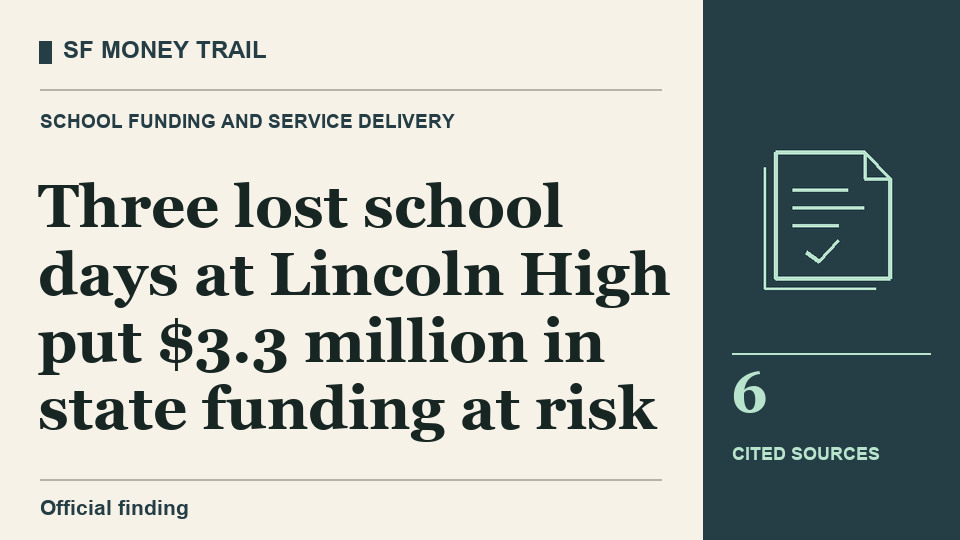 SF MONEY TRAIL
SCHOOL FUNDING AND SERVICE DELIVERY
Three lost school
days at Lincoln High
put $3.3 million in
state funding at risk
Official finding
6
CITED SOURCES